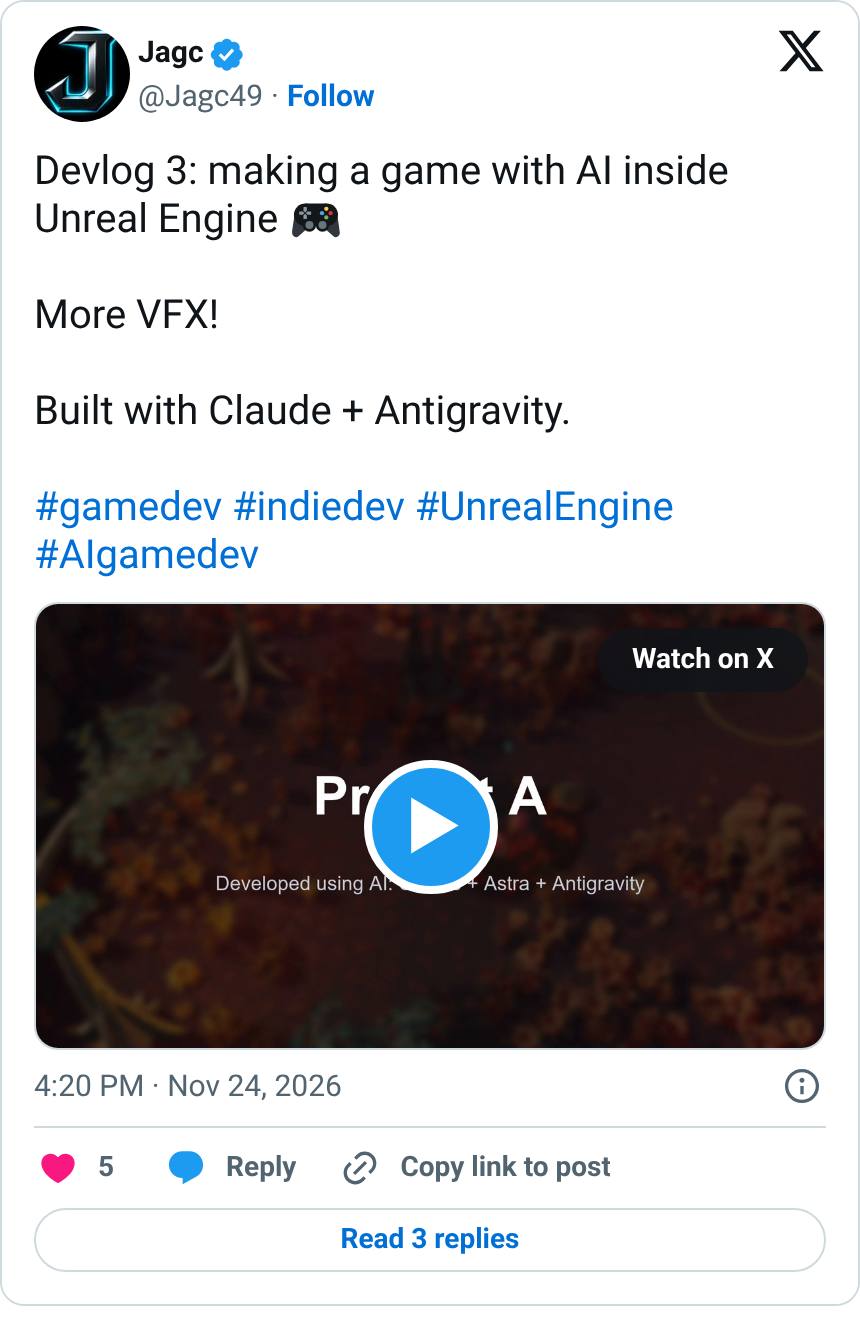 Jagc
@Jagc49 · Follow
Devlog 3: making a game with AI inside
Unreal Engine 🎮
More VFX!
Built with Claude + Antigravity.
#gamedev #indiedev #UnrealEngine
#AIgamedev
Watch on X
A
Developed using AI: + Astra + Antigravity
4:20 PM · Nov 24, 2026
5 Reply Copy link to post
Read 3 replies